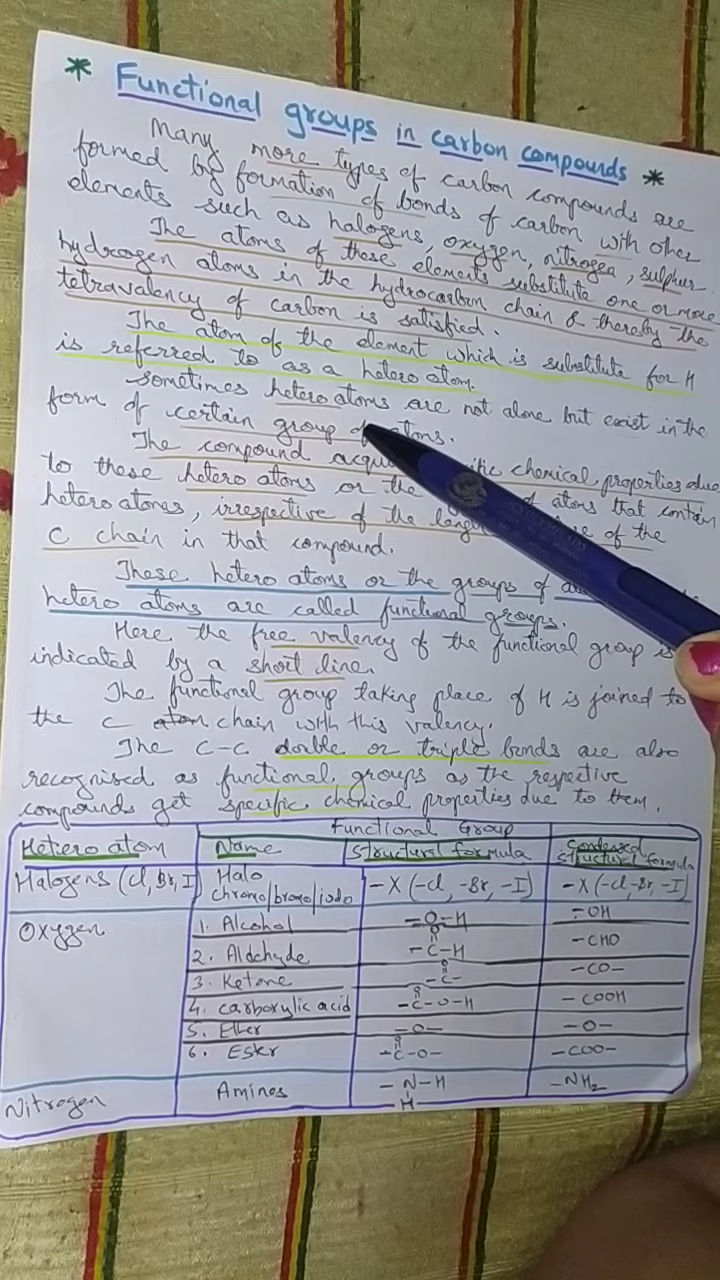 * Functional groups in carbon compounds *
Many more types of carbon compounds are
formed by formation of bonds of carbon with other
elements such as halogens, oxygen, nitrogen, sulpher.
The atoms of these elements substitute one or more
hydrogen atoms in the hydrocarbon chain & thereby the
tetravalency of carbon is satisfied.
The atom of the element which is substitute for H
is referred to as a hetero atom.
Sometimes hetero atoms are not alone but exist in the
form of certain group of atoms.
The compound chemical properties due
to these hetero atoms or the atoms that contain
hetero atoms, irrespective of the of the
C chain in that compound.
These hetero atoms or the groups of
hetero atoms are called functional groups.
Here the free valency of the functional group is
indicated by a short line.
The functional group taking place of H is joined to
the C chain with this valency.
The C-C double or triple bonds are also
recognised as functional groups as the respective
compounds get specific chemical properties due to them.
Functional Group
Hetero atom Name Structural formula Condensed structural formula
Halogens (Cl, Br, I) Halo -X (-Cl, -Br, -I) -X (-Cl, -Br, -I)
chromo/bromo/iodo
Oxygen 1. Alcohol -O-H -OH
O
||
2. Aldehyde -C-H -CHO
O
||
3. Ketone -C- -CO-
O
||
4. Carboxylic acid -C-O-H -COOH
5. Ether -O- -O-
O
||
6. Ester -C-O- -COO-
Nitrogen Amines -N-H -NH2
|
H